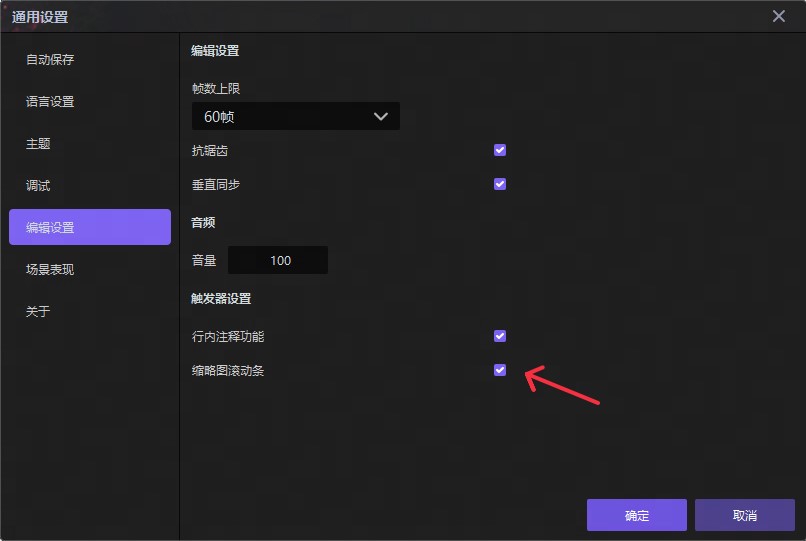 通用设置
自动保存
语言设置
主题
调试
编辑设置
场景表现
关于
编辑设置
帧数上限
60帧
抗锯齿
垂直同步
音频
音量 100
触发器设置
行内注释功能
缩略图滚动条
确定 取消